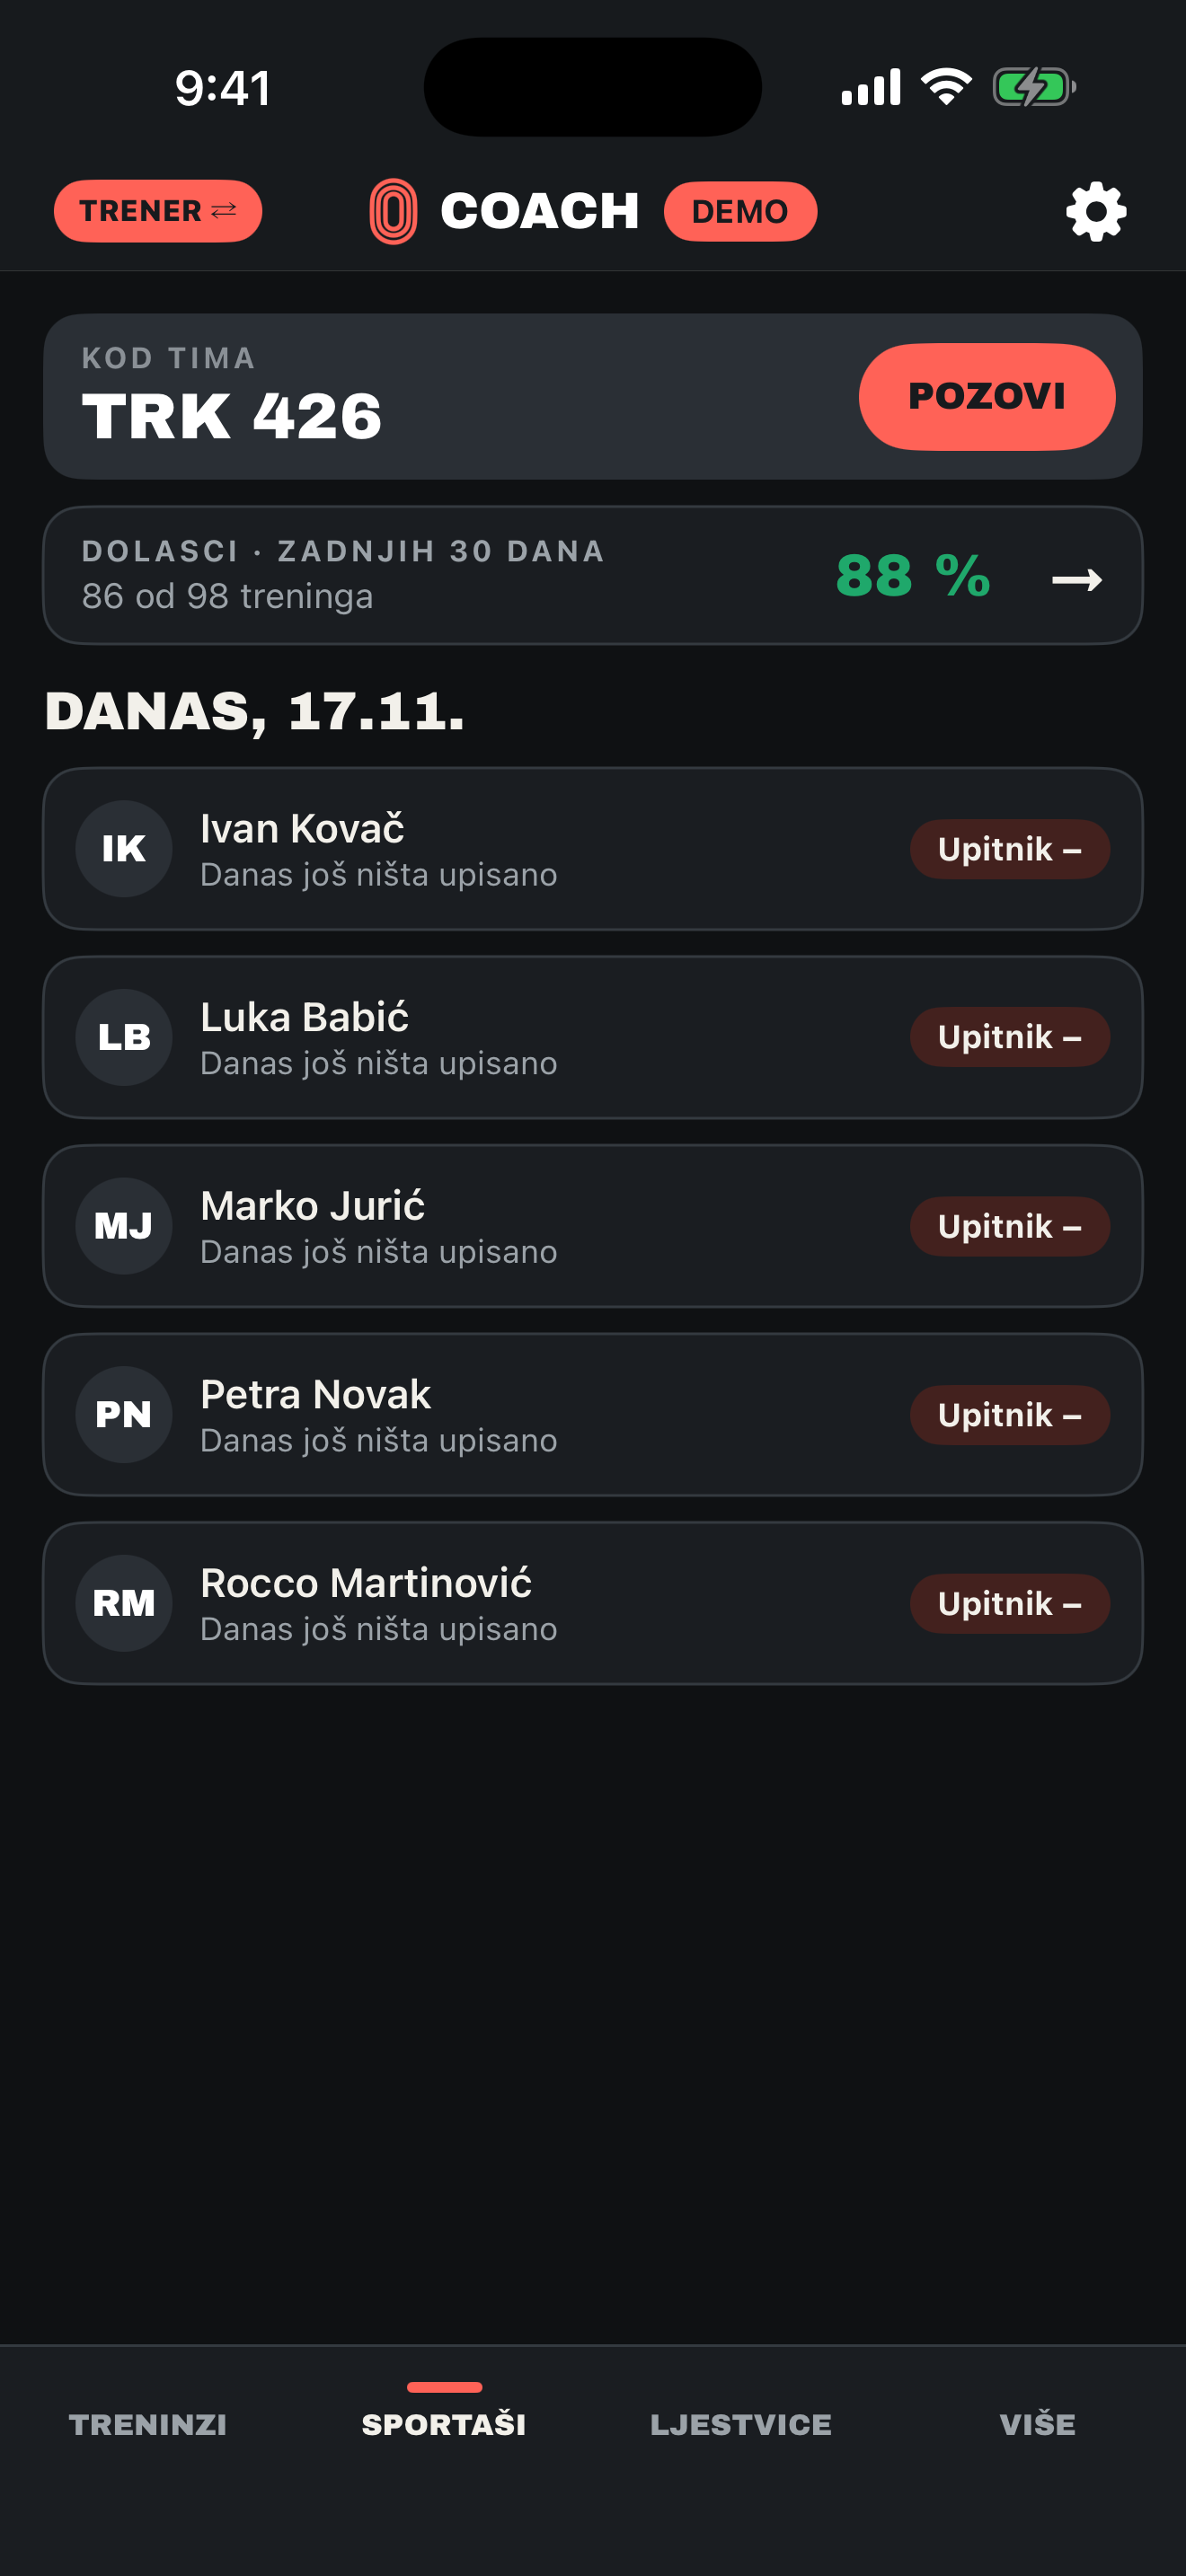 9:41
TRENER ⇄
COACH
DEMO
KOD TIMA
TRK 426
POZOVI
DOLASCI · ZADNJIH 30 DANA
86 od 98 treninga
88 %
→
DANAS, 17.11.
IK
Ivan Kovač
Danas još ništa upisano
Upitnik –
LB
Luka Babić
Danas još ništa upisano
Upitnik –
MJ
Marko Jurić
Danas još ništa upisano
Upitnik –
PN
Petra Novak
Danas još ništa upisano
Upitnik –
RM
Rocco Martinović
Danas još ništa upisano
Upitnik –
TRENINZI
SPORTAŠI
LJESTVICE
VIŠE